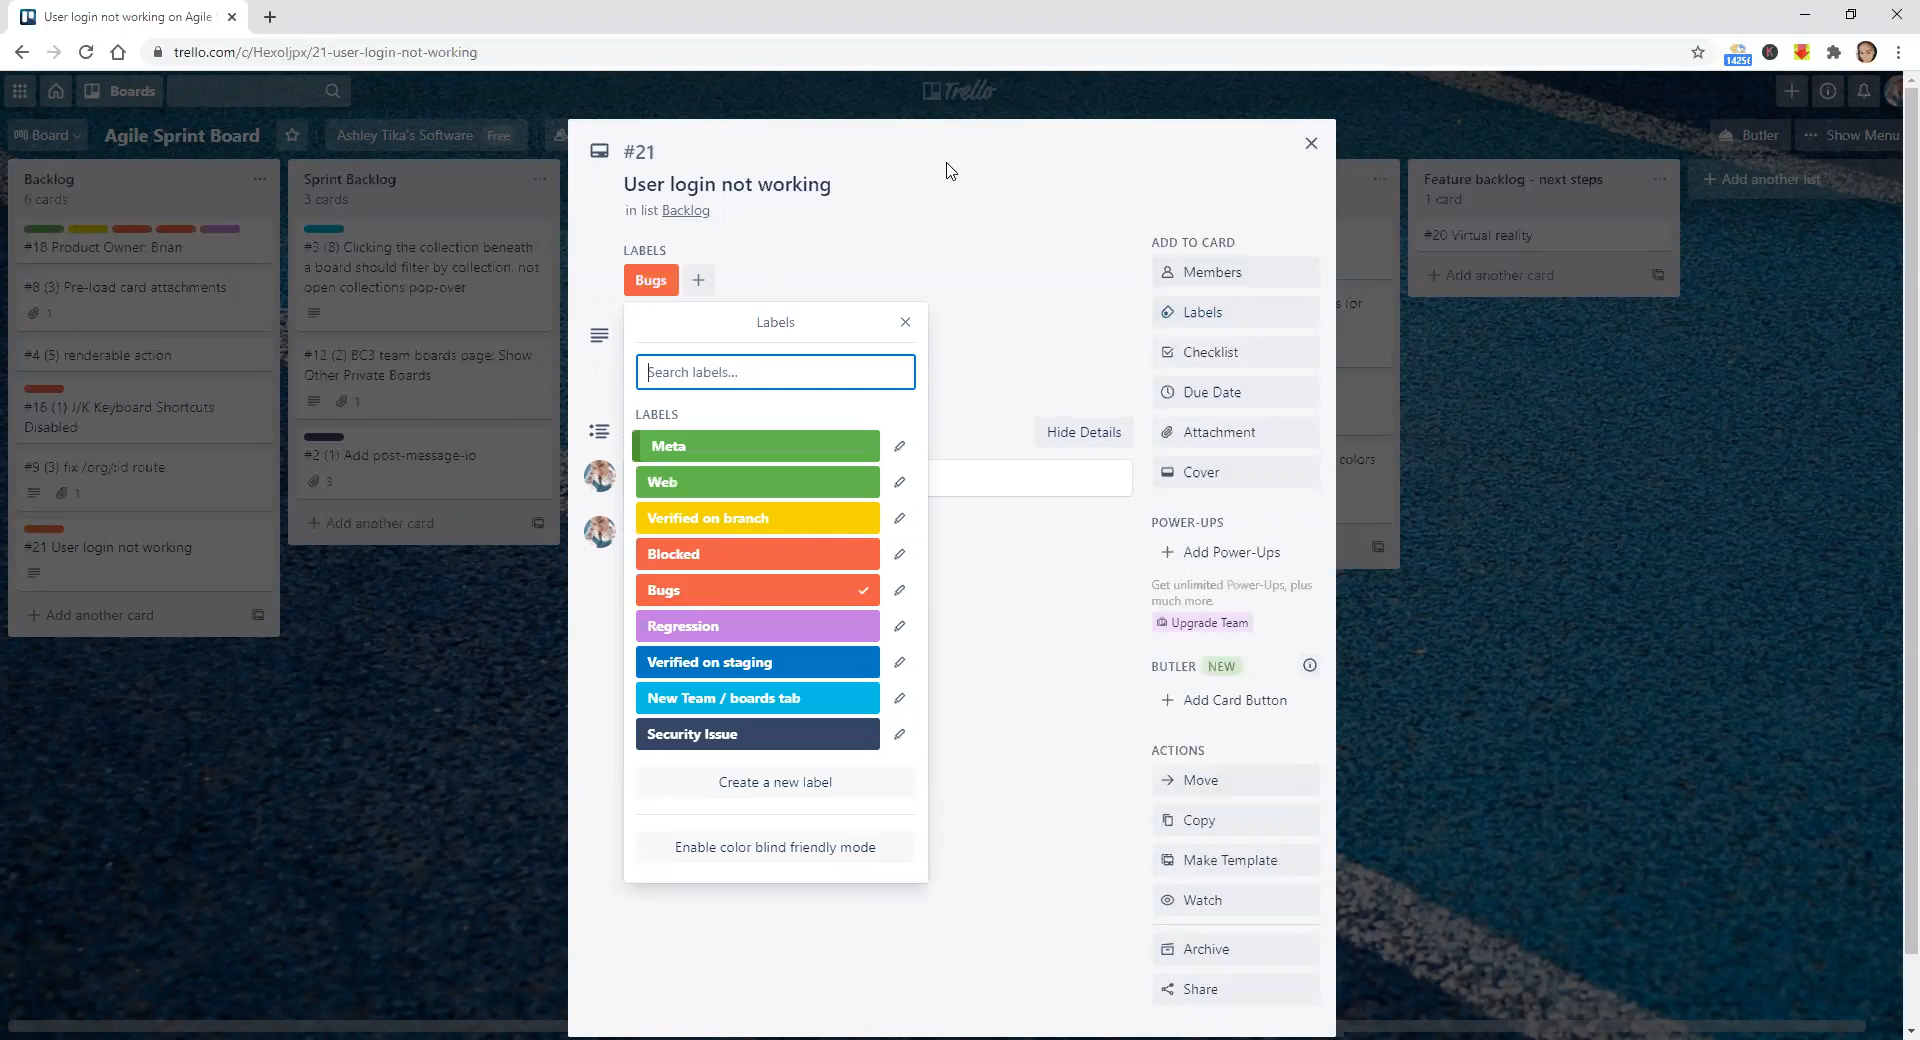 User login not working on Agile
trello.com/c/Hexoljpx/21-user-login-not-working
1425€
Boards
Trello
Board
Agile Sprint Board
Ashley Tika's Software Free
Butler
Show Menu
Backlog
6 cards
#18 Product Owner: Brian
#8 (3) Pre-load card attachments
1
#4 (5) renderable action
#16 (1) J/K Keyboard Shortcuts
Disabled
#9 (3) fix /org/:id route
1
#21 User login not working
+ Add another card
Sprint Backlog
3 cards
#3 (8) Clicking the collection beneath
a board should filter by collection, not
open collections pop-over
#12 (2) BC3 team boards page: Show
Other Private Boards
1
#2 (1) Add post-message-io
3
+ Add another card
#21
User login not working
in list Backlog
LABELS
Bugs +
Labels
Search labels...
LABELS
Meta
Web
Verified on branch
Blocked
Bugs
Regression
Verified on staging
New Team / boards tab
Security Issue
Create a new label
Enable color blind friendly mode
Hide Details
ADD TO CARD
Members
Labels
Checklist
Due Date
Attachment
Cover
POWER-UPS
+ Add Power-Ups
Get unlimited Power-Ups, plus
much more.
Upgrade Team
BUTLER NEW
+ Add Card Button
ACTIONS
Move
Copy
Make Template
Watch
Archive
Share
s (or
colors
Feature backlog - next steps
1 card
#20 Virtual reality
+ Add another card
+ Add another list